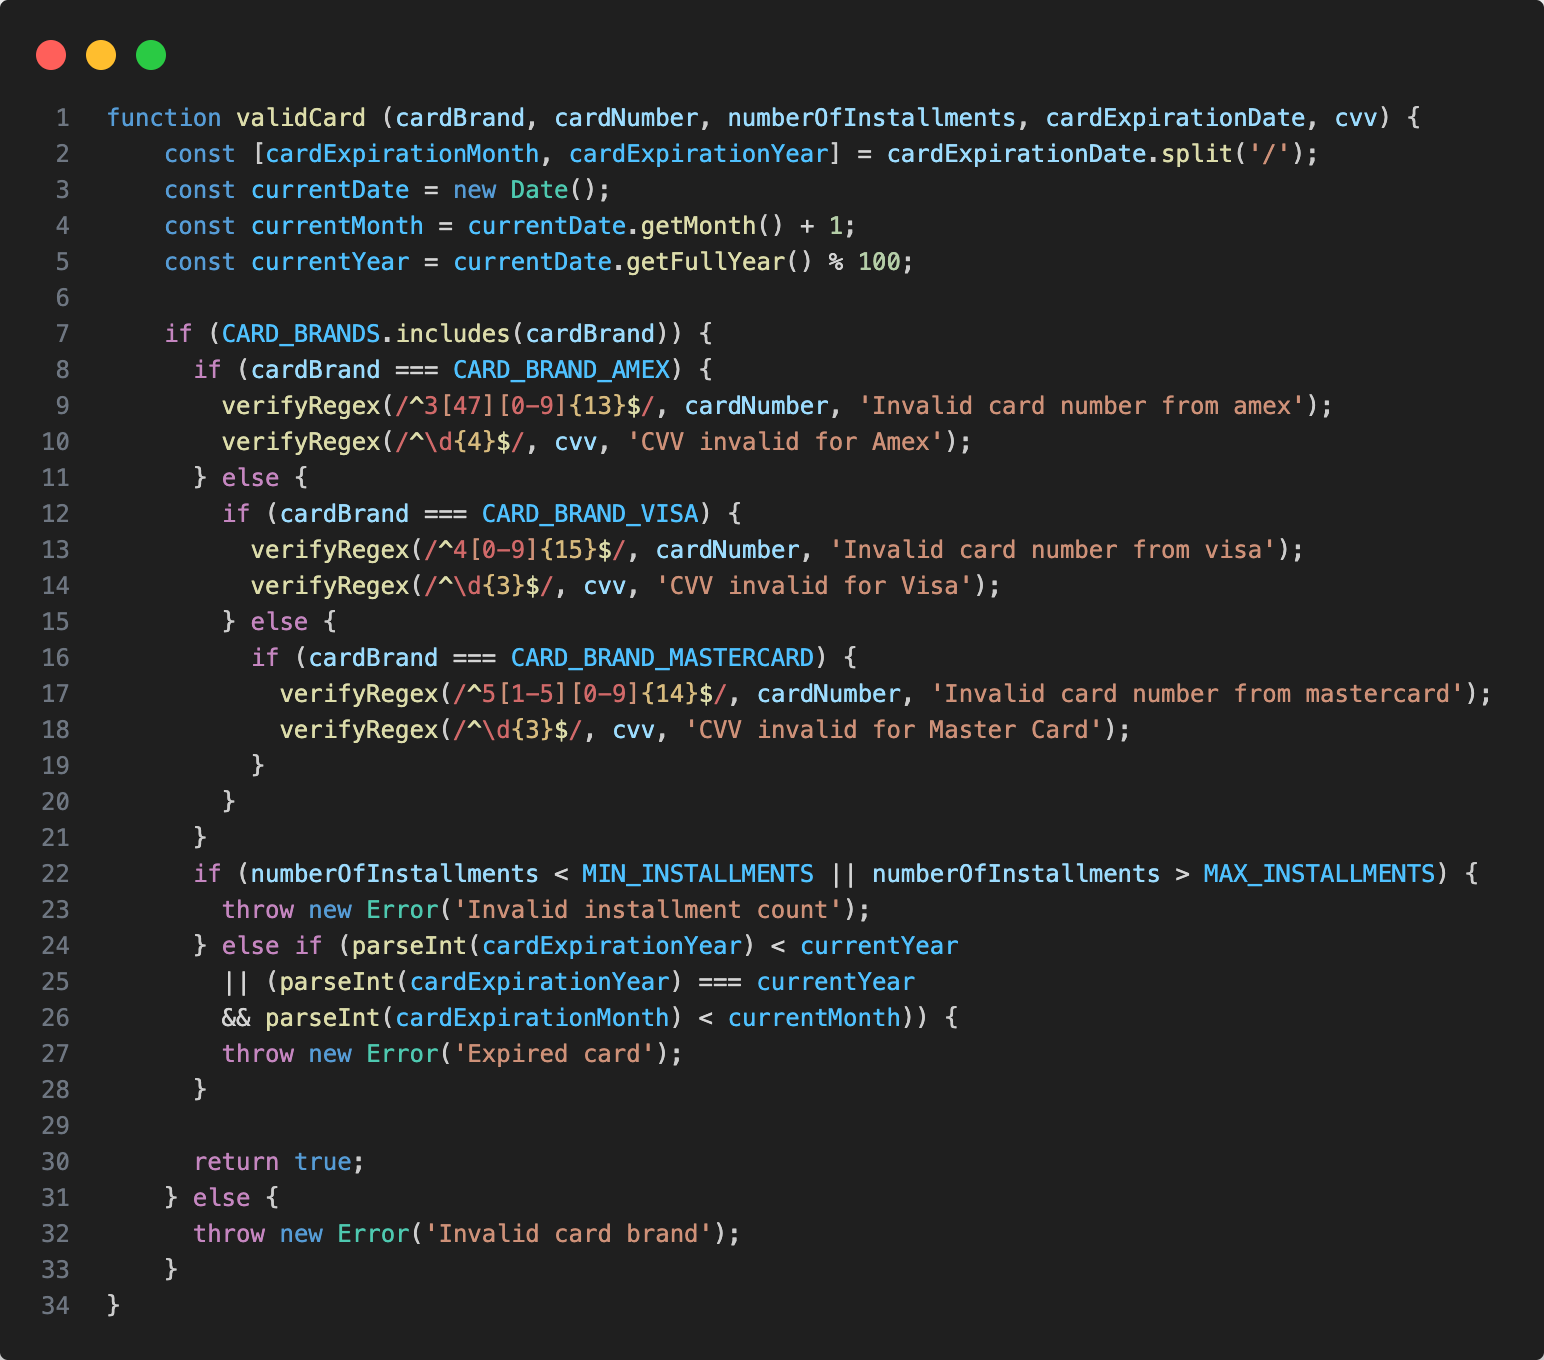 1 function validCard (cardBrand, cardNumber, numberOfInstallments, cardExpirationDate, cvv) {
2     const [cardExpirationMonth, cardExpirationYear] = cardExpirationDate.split('/');
3     const currentDate = new Date();
4     const currentMonth = currentDate.getMonth() + 1;
5     const currentYear = currentDate.getFullYear() % 100;
6
7     if (CARD_BRANDS.includes(cardBrand)) {
8       if (cardBrand === CARD_BRAND_AMEX) {
9         verifyRegex(/^3[47][0-9]{13}$/, cardNumber, 'Invalid card number from amex');
10         verifyRegex(/^\d{4}$/, cvv, 'CVV invalid for Amex');
11       } else {
12         if (cardBrand === CARD_BRAND_VISA) {
13           verifyRegex(/^4[0-9]{15}$/, cardNumber, 'Invalid card number from visa');
14           verifyRegex(/^\d{3}$/, cvv, 'CVV invalid for Visa');
15         } else {
16           if (cardBrand === CARD_BRAND_MASTERCARD) {
17             verifyRegex(/^5[1-5][0-9]{14}$/, cardNumber, 'Invalid card number from mastercard');
18             verifyRegex(/^\d{3}$/, cvv, 'CVV invalid for Master Card');
19           }
20         }
21       }
22       if (numberOfInstallments < MIN_INSTALLMENTS || numberOfInstallments > MAX_INSTALLMENTS) {
23         throw new Error('Invalid installment count');
24       } else if (parseInt(cardExpirationYear) < currentYear
25         || (parseInt(cardExpirationYear) === currentYear
26         && parseInt(cardExpirationMonth) < currentMonth)) {
27         throw new Error('Expired card');
28       }
29
30       return true;
31     } else {
32       throw new Error('Invalid card brand');
33     }
34 }